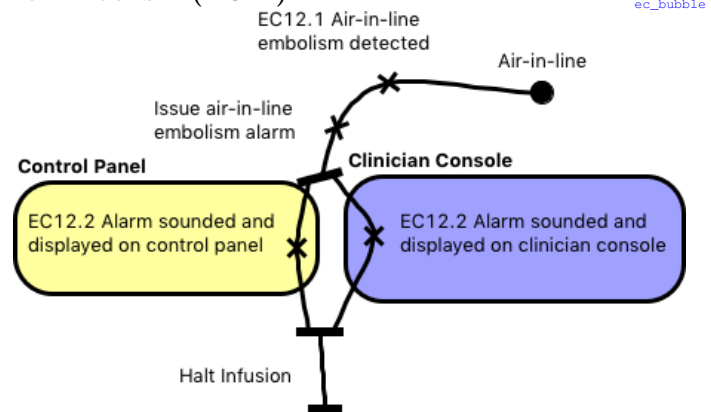 ec_bubble
EC12.1 Air-in-line
embolism detected
Air-in-line
Issue air-in-line
embolism alarm
Control Panel
Clinician Console
EC12.2 Alarm sounded and
displayed on control panel
EC12.2 Alarm sounded and
displayed on clinician console
Halt Infusion